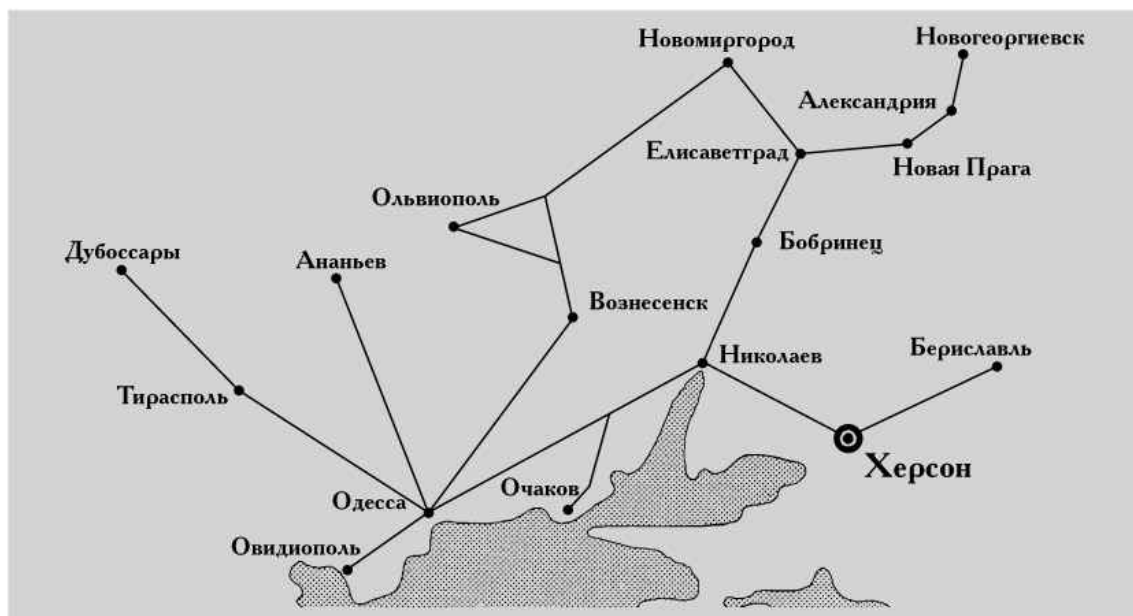 Новомиргород
Новогеоргиевск
Александрия
Елисаветград
Новая Прага
Ольвиополь
Дубоссары
Ананьев
Бобринец
Вознесенск
Николаев
Бериславль
Тирасполь
Херсон
Одесса
Очаков
Овидиополь